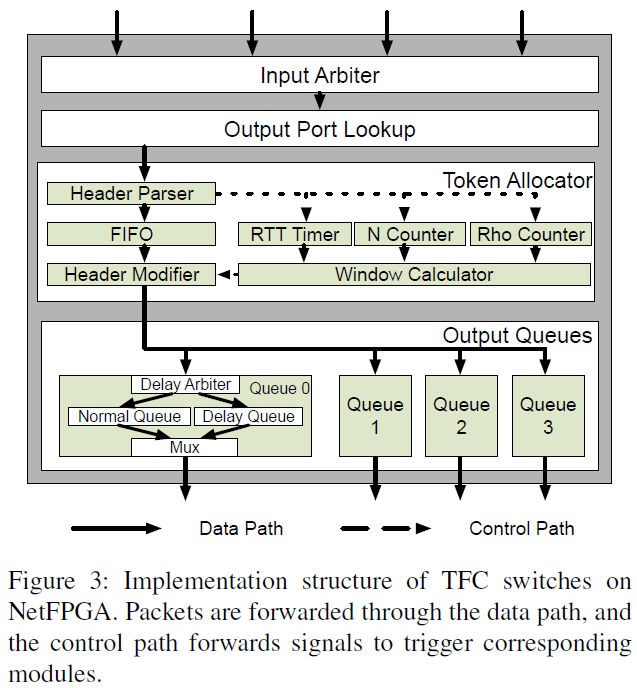 Input Arbiter
Output Port Lookup
Token Allocator
Header Parser
FIFO
RTT Timer
N Counter
Rho Counter
Header Modifier
Window Calculator
Output Queues
Delay Arbiter
Queue 0
Normal Queue
Delay Queue
Mux
Queue
1
Queue
2
Queue
3
Data Path
Control Path
Figure 3: Implementation structure of TFC switches on
NetFPGA. Packets are forwarded through the data path, and
the control path forwards signals to trigger corresponding
modules.